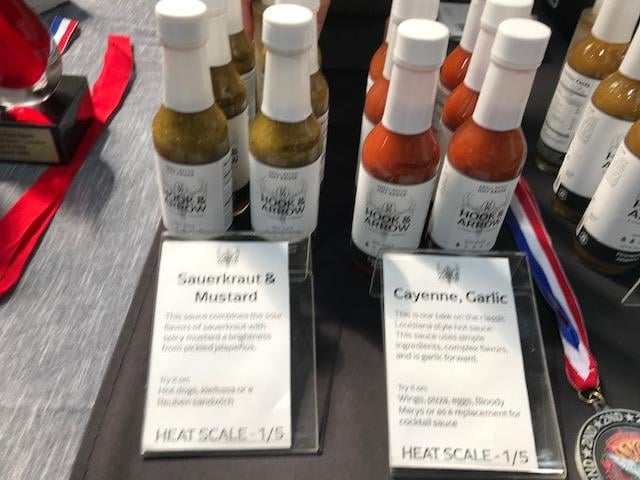 HOOK &
ARROW
HOOK &
ARROW
HOOK &
ARROW
HOOK &
ARROW
Sauerkraut &
Mustard
This sauce combines the sour
flavors of sauerkraut with
spicy mustard & brightness
from pickled jalapeños.
Try it on:
Hot dogs, kielbasa or a
Reuben sandwich
HEAT SCALE - 1/5
Cayenne, Garlic
This is our take on the classic
Louisiana style hot sauce.
This sauce uses simple
ingredients, complex flavors,
and is garlic forward.
Try it on:
Wings, pizza, eggs, Bloody
Marys or as a replacement for
cocktail sauce
HEAT SCALE - 1/5
2ND